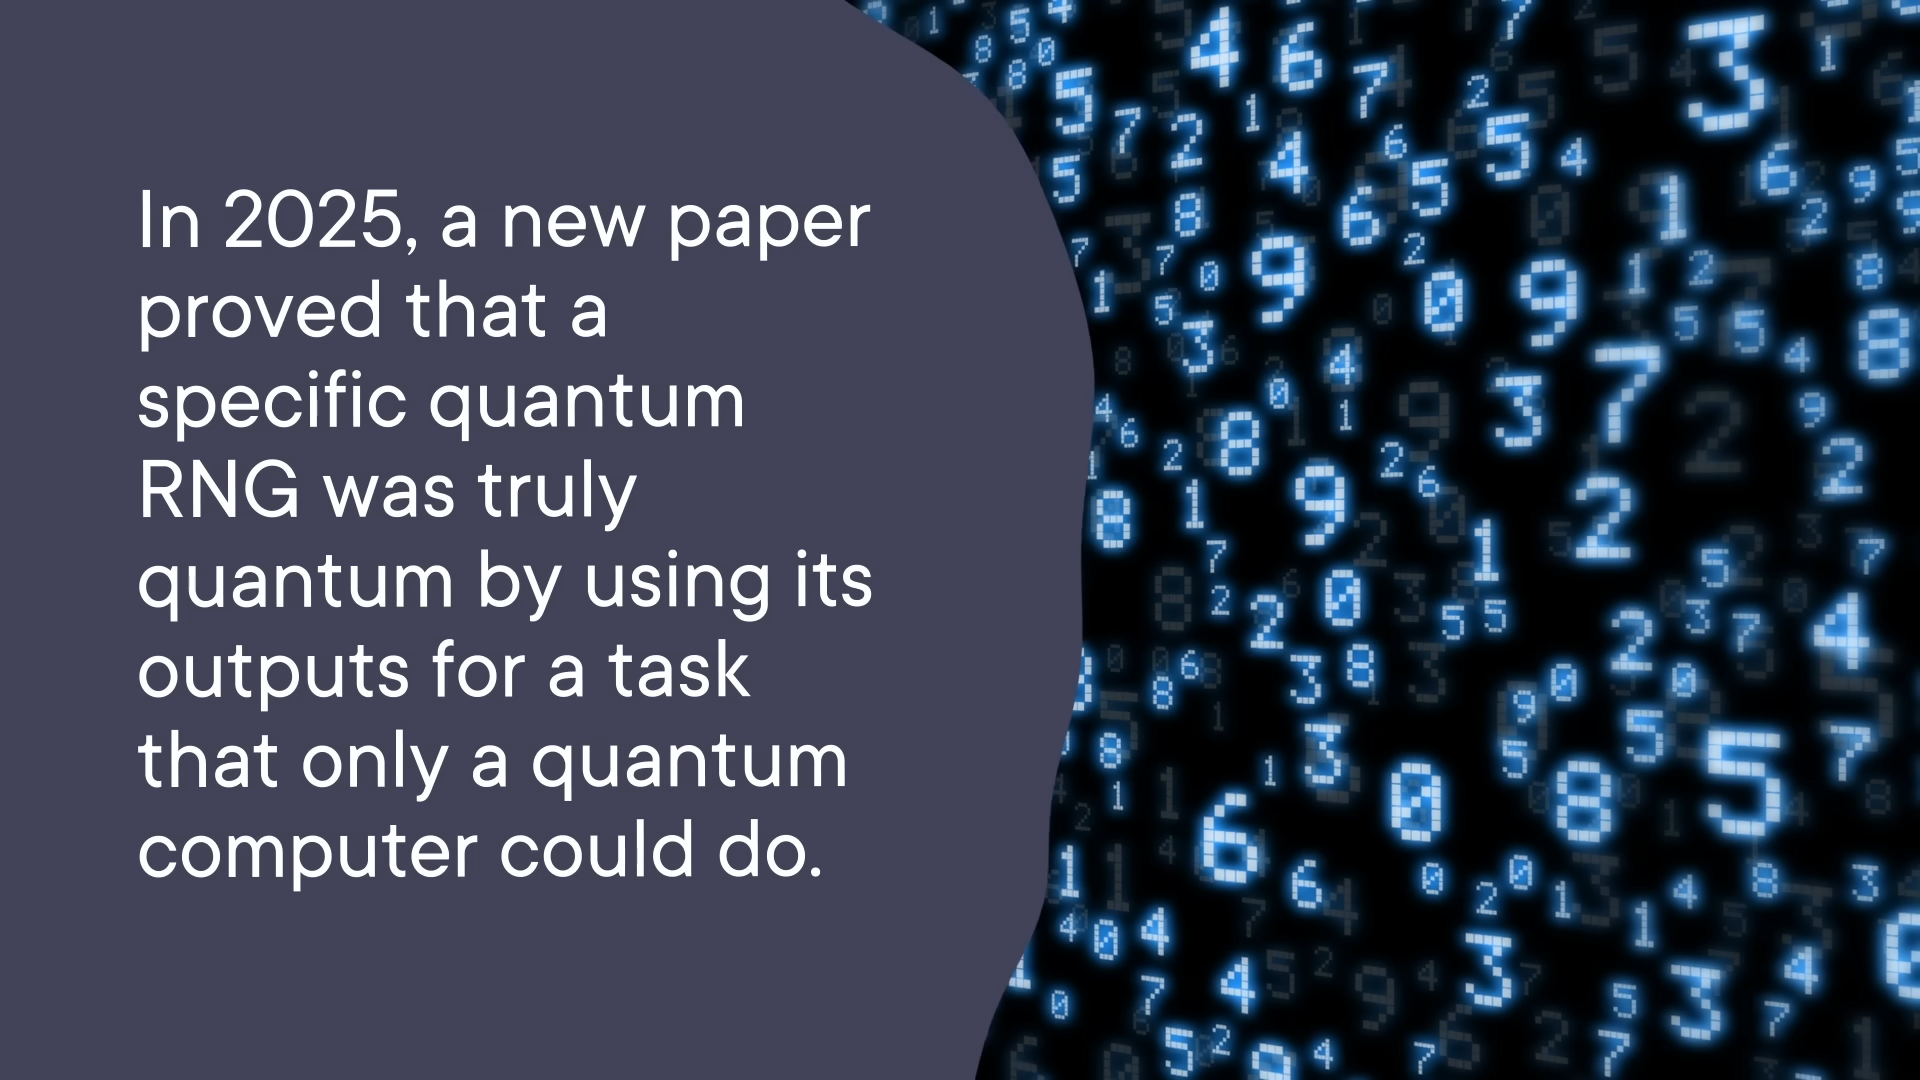 In 2025, a new paper
proved that a
specific quantum
RNG was truly
quantum by using its
outputs for a task
that only a quantum
computer could do.